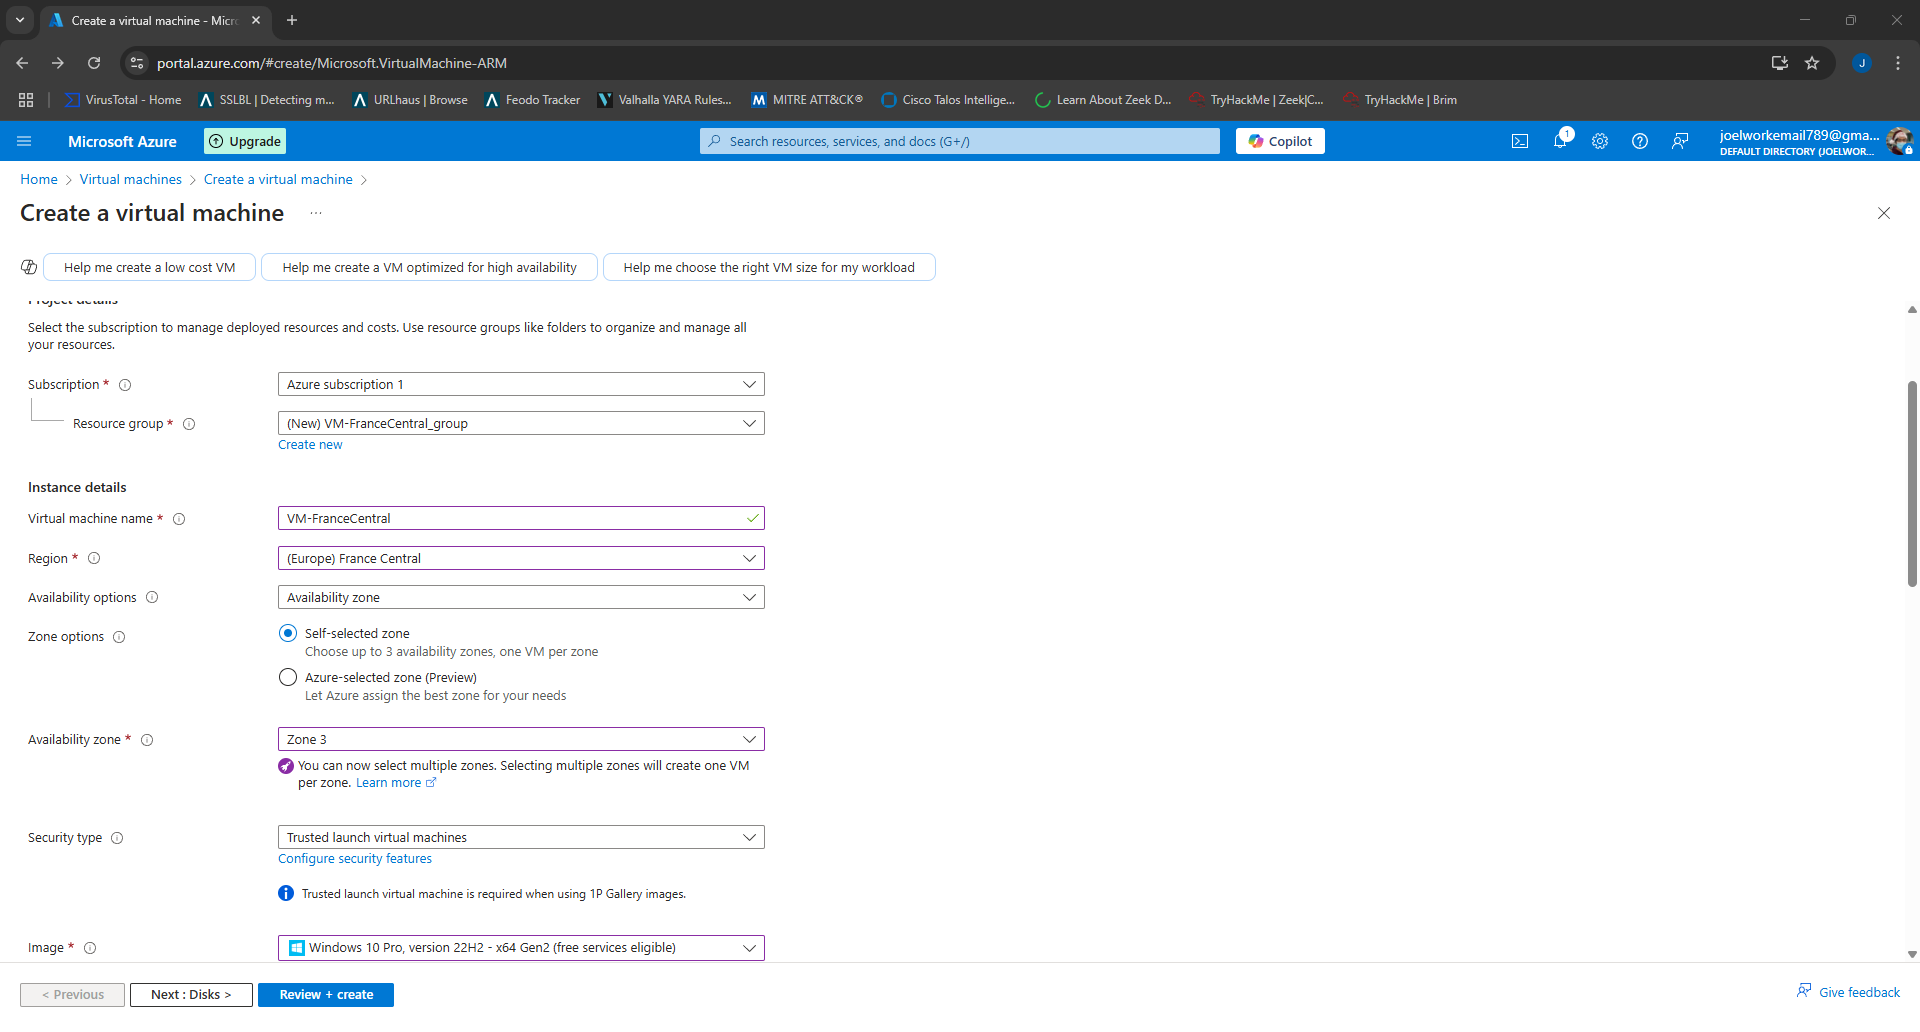 Create a virtual machine - Micr
portal.azure.com/#create/Microsoft.VirtualMachine-ARM
J
VirusTotal - Home
SSLBL | Detecting m...
URLhaus | Browse
Feodo Tracker
Valhalla YARA Rules...
MITRE ATT&CK®
Cisco Talos Intellige...
Learn About Zeek D...
TryHackMe | Zeek|C...
TryHackMe | Brim
Microsoft Azure
Upgrade
Search resources, services, and docs (G+/)
Copilot
1
joelworkemail789@gma...
DEFAULT DIRECTORY (JOELWOR...
Home > Virtual machines > Create a virtual machine >
Create a virtual machine ...
Help me create a low cost VM
Help me create a VM optimized for high availability
Help me choose the right VM size for my workload
Project details
Select the subscription to manage deployed resources and costs. Use resource groups like folders to organize and manage all
your resources.
Subscription *
Azure subscription 1
Resource group *
(New) VM-FranceCentral_group
Create new
Instance details
Virtual machine name *
VM-FranceCentral
Region *
(Europe) France Central
Availability options
Availability zone
Zone options
Self-selected zone
Choose up to 3 availability zones, one VM per zone
Azure-selected zone (Preview)
Let Azure assign the best zone for your needs
Availability zone *
Zone 3
You can now select multiple zones. Selecting multiple zones will create one VM
per zone. Learn more
Security type
Trusted launch virtual machines
Configure security features
Trusted launch virtual machine is required when using 1P Gallery images.
Image *
Windows 10 Pro, version 22H2 - x64 Gen2 (free services eligible)
< Previous
Next : Disks >
Review + create
Give feedback